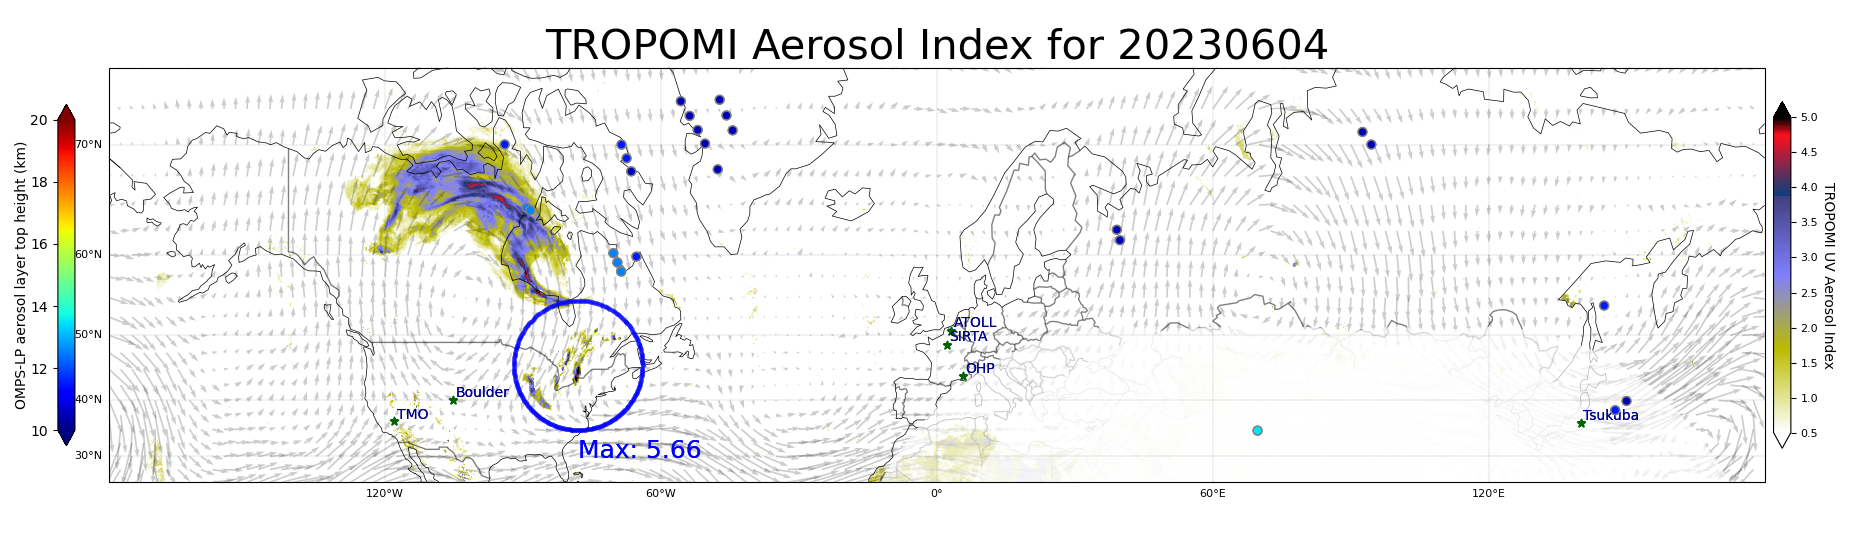 TROPOMI Aerosol Index for 20230604
OMPS-LP aerosol layer top height (km)
20
18
16
14
12
10
70°N
60°N
50°N
40°N
30°N
120°W
60°W
0°
60°E
120°E
ATOLL
SIRTA
OHP
Boulder
TMO
Tsukuba
Max: 5.66
5.0
4.5
4.0
3.5
3.0
2.5
2.0
1.5
1.0
0.5
TROPOMI UV Aerosol Index